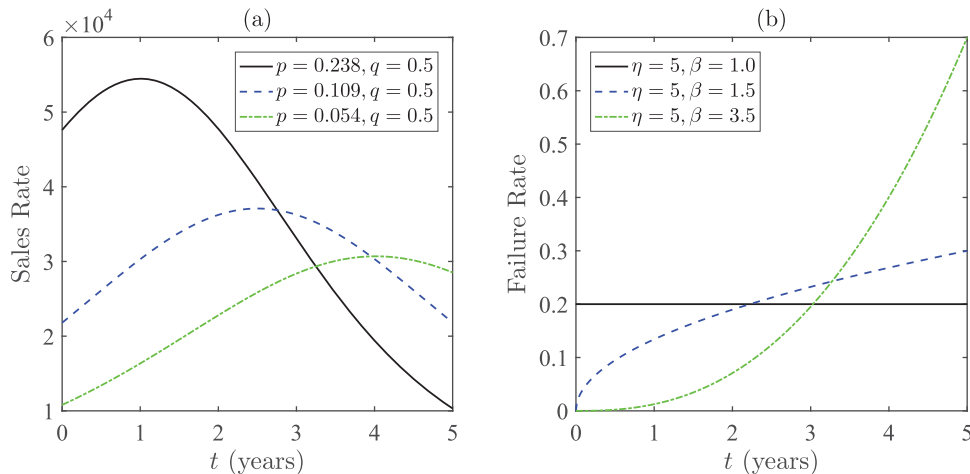 (a)
×10⁴
Sales Rate
6
5
4
3
2
1
0 1 2 3 4 5
t (years)
p = 0.238, q = 0.5
p = 0.109, q = 0.5
p = 0.054, q = 0.5
(b)
Failure Rate
0.7
0.6
0.5
0.4
0.3
0.2
0.1
0
0 1 2 3 4 5
t (years)
η = 5, β = 1.0
η = 5, β = 1.5
η = 5, β = 3.5